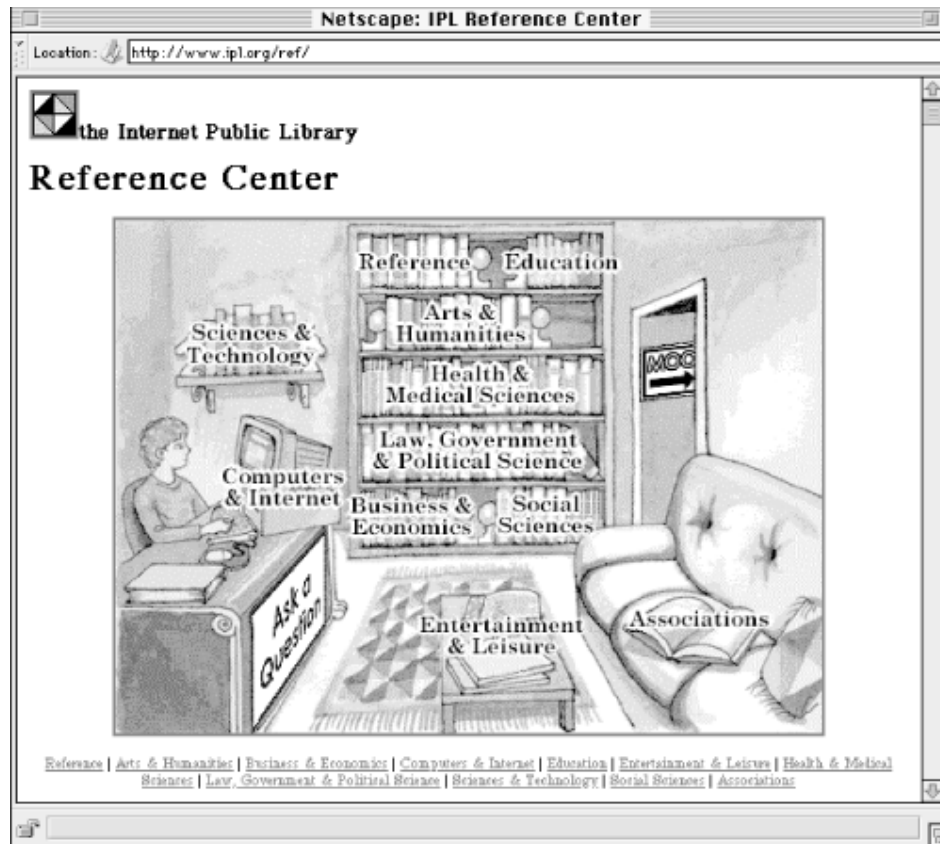 Netscape: IPL Reference Center
Location: http://www.ipl.org/ref/
the Internet Public Library
Reference Center
Reference Education
Arts &
Humanities
Sciences &
Technology
Health &
Medical Sciences
MOO
Law, Government
& Political Science
Computers
& Internet
Business &
Economics
Social
Sciences
Ask a
Question
Entertainment
& Leisure
Associations
Reference | Arts & Humanities | Business & Economics | Computers & Internet | Education | Entertainment & Leisure | Health & Medical
Sciences | Law, Government & Political Science | Sciences & Technology | Social Sciences | Associations